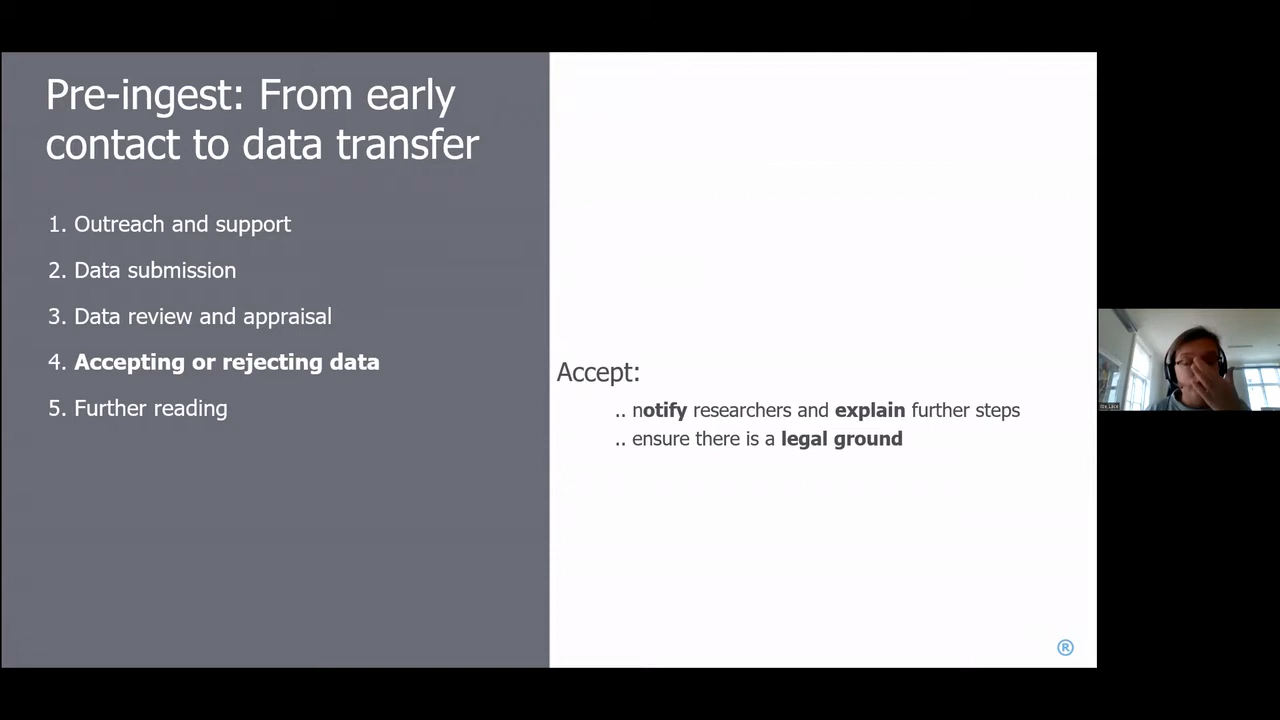 Pre-ingest: From early
contact to data transfer
1. Outreach and support
2. Data submission
3. Data review and appraisal
4. Accepting or rejecting data
5. Further reading
Accept:
.. notify researchers and explain further steps
.. ensure there is a legal ground
®